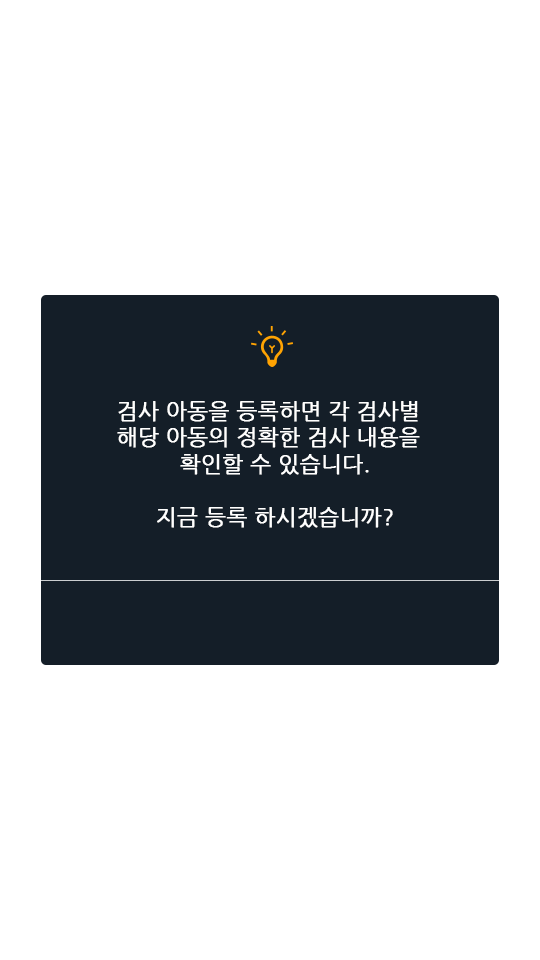 검사 아동을 등록하면 각 검사별
해당 아동의 정확한 검사 내용을
확인할 수 있습니다.
지금 등록 하시겠습니까?